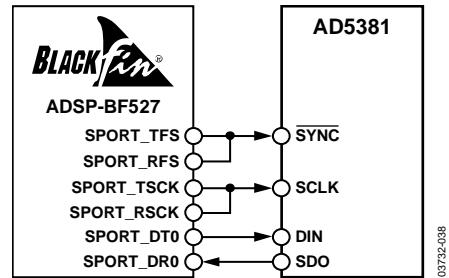 BLACKfin®
ADSP-BF527
SPORT_TFS
SPORT_RFS
SPORT_TSCK
SPORT_RSCK
SPORT_DT0
SPORT_DR0
AD5381
SYNC
SCLK
DIN
SDO
03732-038